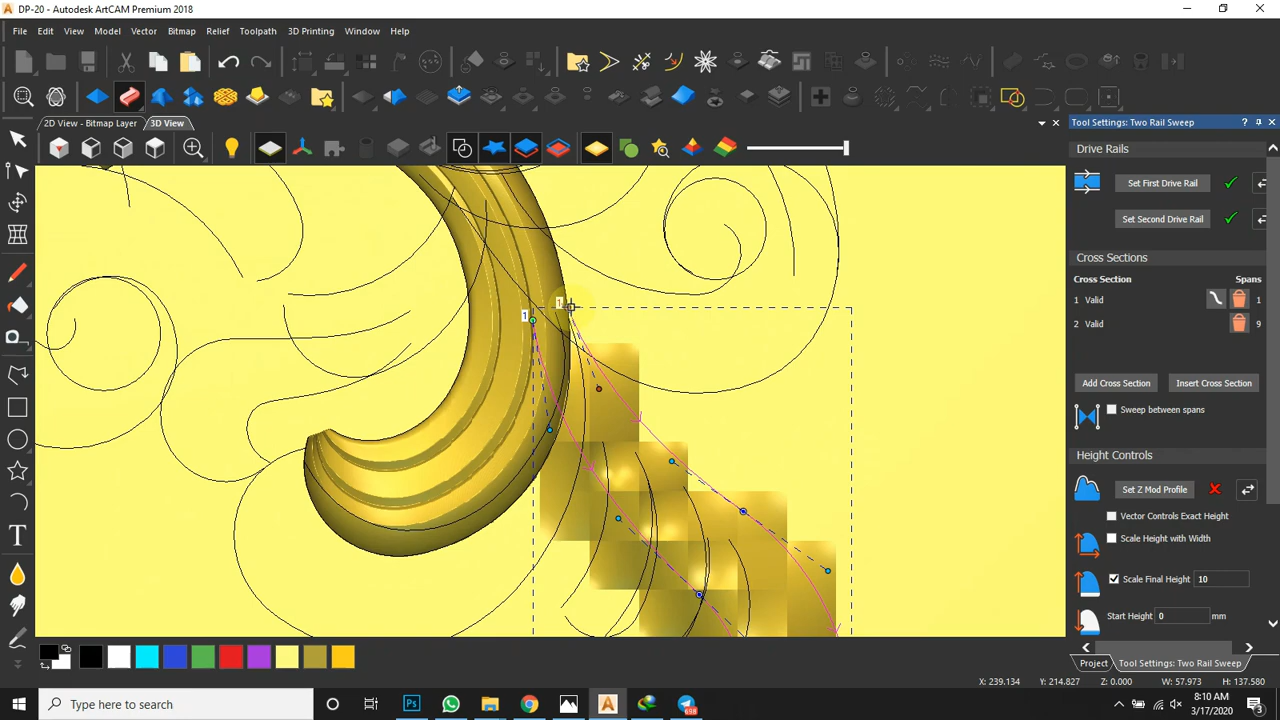 DP-20 - Autodesk ArtCAM Premium 2018
File Edit View Model Vector Bitmap Relief Toolpath 3D Printing Window Help
2D View - Bitmap Layer 3D View
Tool Settings: Two Rail Sweep
Drive Rails
Set First Drive Rail
Set Second Drive Rail
Cross Sections
Cross Section Spans
1 Valid 1
2 Valid 9
Add Cross Section Insert Cross Section
Sweep between spans
Height Controls
Set Z Mod Profile
Vector Controls Exact Height
Scale Height with Width
Scale Final Height 10
Start Height 0 mm
1
1
Project Tool Settings: Two Rail Sweep
X: 239.134 Y: 214.827 Z: 0.000 W: 57.973 H: 137.580
Type here to search
Ps
8:10 AM
3/17/2020